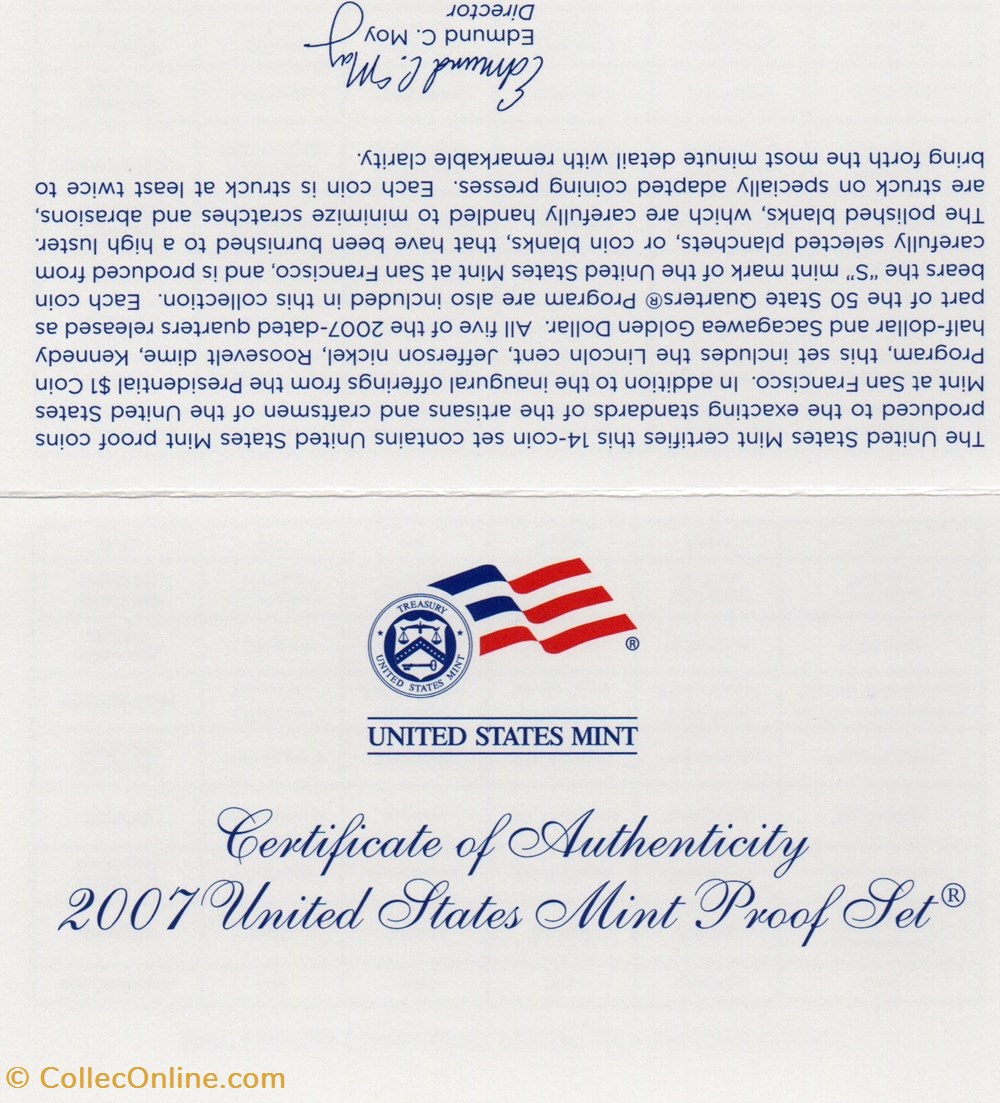 The United States Mint certifies this 14-coin set contains United States Mint proof coins
produced to the exacting standards of the artisans and craftsmen of the United States
Mint at San Francisco. In addition to the inaugural offerings from the Presidential $1 Coin
Program, this set includes the Lincoln cent, Jefferson nickel, Roosevelt dime, Kennedy
half-dollar and Sacagawea Golden Dollar. All five of the 2007-dated quarters released as
part of the 50 State Quarters® Program are also included in this collection. Each coin
bears the “S” mint mark of the United States Mint at San Francisco, and is produced from
carefully selected planchets, or coin blanks, that have been burnished to a high luster.
The polished blanks, which are carefully handled to minimize scratches and abrasions,
are struck on specially adapted coining presses. Each coin is struck at least twice to
bring forth the most minute detail with remarkable clarity.
Edmund C. Moy
Edmund C. Moy
Director
TREASURY
UNITED STATES MINT
®
UNITED STATES MINT
Certificate of Authenticity
2007 United States Mint Proof Set®
© CollecOnline.com